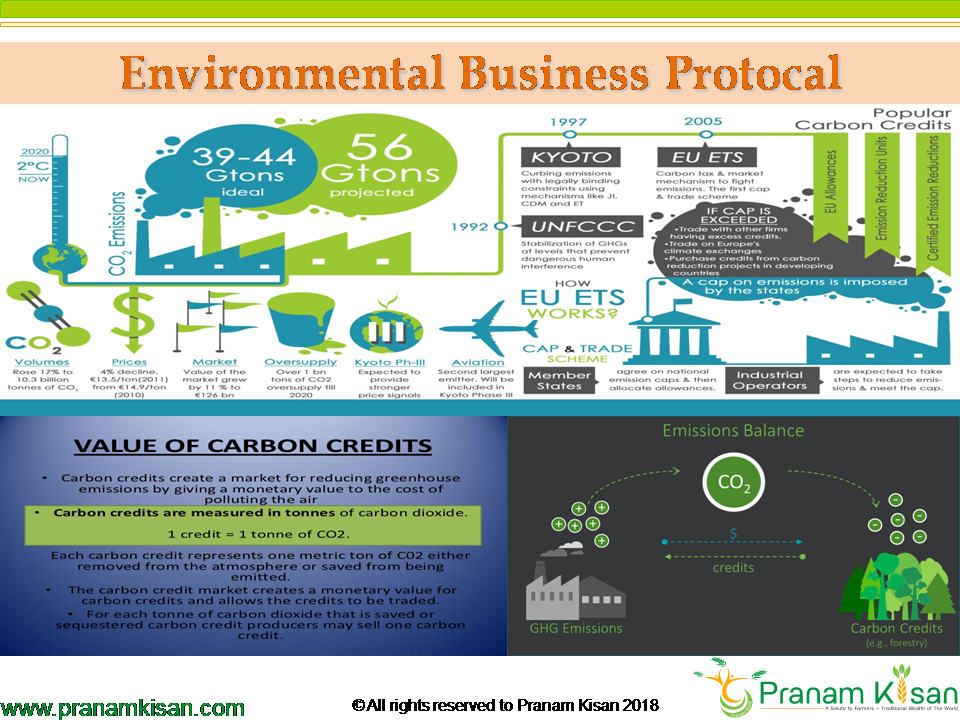 Environmental Business Protocal
2020
2°C
NOW
CO2 Emissions
39-44
Gtons
ideal
56
Gtons
projected
1992
1997
KYOTO
Curbing emissions
with legally binding
constraints using
mechanisms like JI,
CDM and ET
UNFCCC
Stabilization of GHGs
at levels that prevent
dangerous human
interference
2005
EU ETS
Carbon tax & market
mechanism to fight
emissions. The first cap
& trade scheme
Popular
Carbon Credits
EU Allowances
Emission Reduction Units
Certified Emission Reductions
IF CAP IS
EXCEEDED
•Trade with other firms
having excess credits.
•Trade on Europe's
climate exchanges
•Purchase credits from carbon
reduction projects in developing
countries
A cap on emissions is imposed
by the states
HOW
EU ETS
WORKS?
CAP & TRADE
SCHEME
Member
States
agree on national
emission caps & then
allocate allowances.
Industrial
Operators
are expected to take
steps to reduce emis-
sions & meet the cap.
CO2
Volumes
Rose 17% to
10.3 billion
tonnes of CO2
$
Prices
4% decline,
€13.5/ton(2011)
from €14.9/ton
(2010)
Market
Value of the
market grew
by 11 % to
€126 bn
Oversupply
Over 1 bn
tons of CO2
oversupply till
2020
III
Kyoto Ph-III
Expected to
provide
stronger
price signals
Aviation
Second largest
emitter. Will be
included in
Kyoto Phase III
VALUE OF CARBON CREDITS
• Carbon credits create a market for reducing greenhouse
emissions by giving a monetary value to the cost of
polluting the air
• Carbon credits are measured in tonnes of carbon dioxide.
1 credit = 1 tonne of CO2.
Each carbon credit represents one metric ton of C02 either
removed from the atmosphere or saved from being
emitted.
• The carbon credit market creates a monetary value for
carbon credits and allows the credits to be traded.
• For each tonne of carbon dioxide that is saved or
sequestered carbon credit producers may sell one carbon
credit.
Emissions Balance
CO2
$
credits
GHG Emissions
Carbon Credits
(e.g., forestry)
www.pranamkisan.com
©All rights reserved to Pranam Kisan 2018
Pranam Kisan
A Salute to Farmers - Traditional Wealth of The World